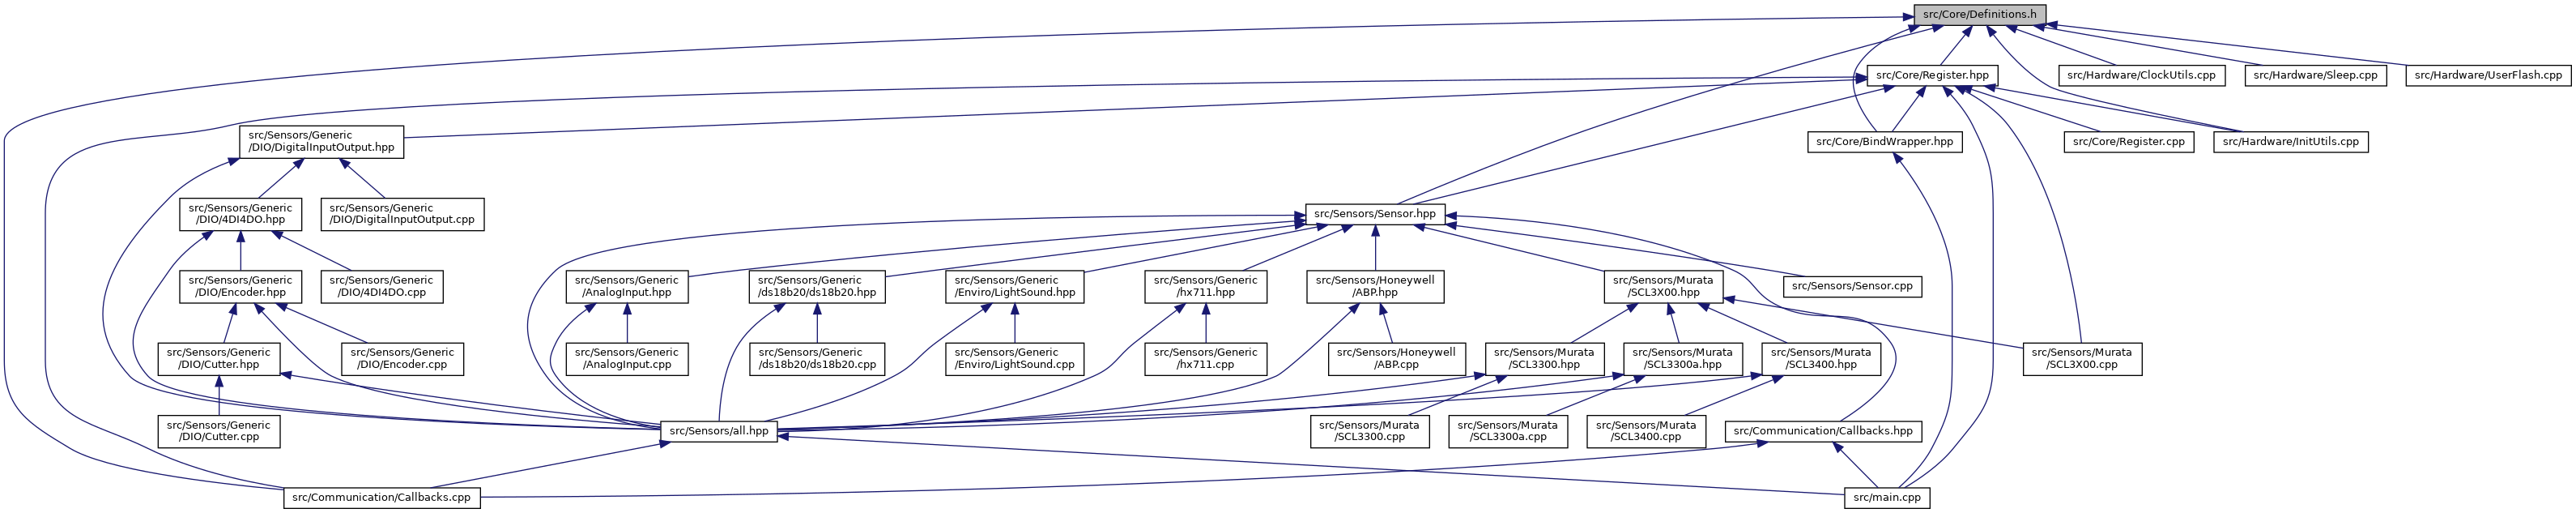 src/Core/Definitions.h
src/Core/Register.hpp
src/Hardware/ClockUtils.cpp
src/Hardware/Sleep.cpp
src/Hardware/UserFlash.cpp
src/Sensors/Generic
/DIO/DigitalInputOutput.hpp
src/Core/BindWrapper.hpp
src/Core/Register.cpp
src/Hardware/InitUtils.cpp
src/Sensors/Generic
/DIO/4DI4DO.hpp
src/Sensors/Generic
/DIO/DigitalInputOutput.cpp
src/Sensors/Sensor.hpp
src/Sensors/Generic
/DIO/Encoder.hpp
src/Sensors/Generic
/DIO/4DI4DO.cpp
src/Sensors/Generic
/AnalogInput.hpp
src/Sensors/Generic
/ds18b20/ds18b20.hpp
src/Sensors/Generic
/Enviro/LightSound.hpp
src/Sensors/Generic
/hx711.hpp
src/Sensors/Honeywell
/ABP.hpp
src/Sensors/Murata
/SCL3X00.hpp
src/Sensors/Sensor.cpp
src/Sensors/Generic
/DIO/Cutter.hpp
src/Sensors/Generic
/DIO/Encoder.cpp
src/Sensors/Generic
/AnalogInput.cpp
src/Sensors/Generic
/ds18b20/ds18b20.cpp
src/Sensors/Generic
/Enviro/LightSound.cpp
src/Sensors/Generic
/hx711.cpp
src/Sensors/Honeywell
/ABP.cpp
src/Sensors/Murata
/SCL3300.hpp
src/Sensors/Murata
/SCL3300a.hpp
src/Sensors/Murata
/SCL3400.hpp
src/Sensors/Murata
/SCL3X00.cpp
src/Sensors/Generic
/DIO/Cutter.cpp
src/Sensors/all.hpp
src/Sensors/Murata
/SCL3300.cpp
src/Sensors/Murata
/SCL3300a.cpp
src/Sensors/Murata
/SCL3400.cpp
src/Communication/Callbacks.hpp
src/Communication/Callbacks.cpp
src/main.cpp